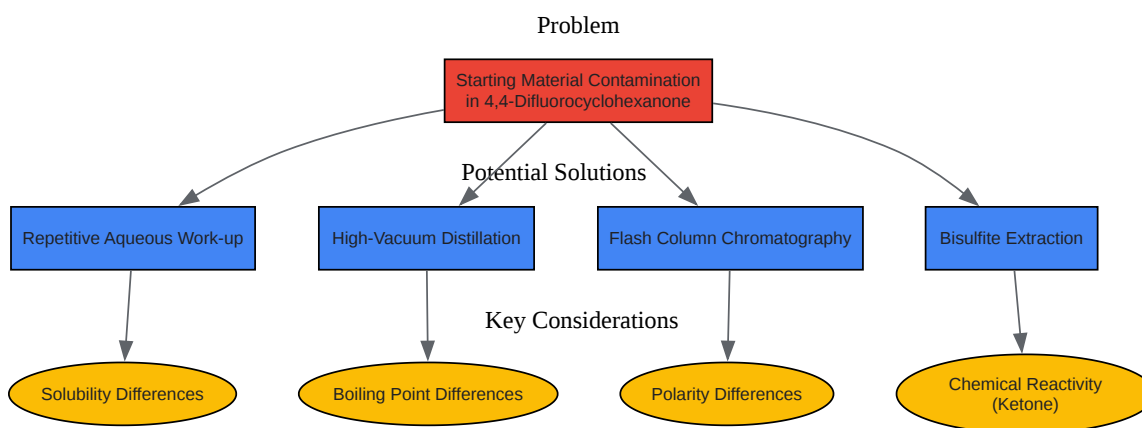 Problem
Starting Material Contamination
in 4,4-Difluorocyclohexanone
Potential Solutions
Repetitive Aqueous Work-up
High-Vacuum Distillation
Flash Column Chromatography
Bisulfite Extraction
Key Considerations
Solubility Differences
Boiling Point Differences
Polarity Differences
Chemical Reactivity
(Ketone)